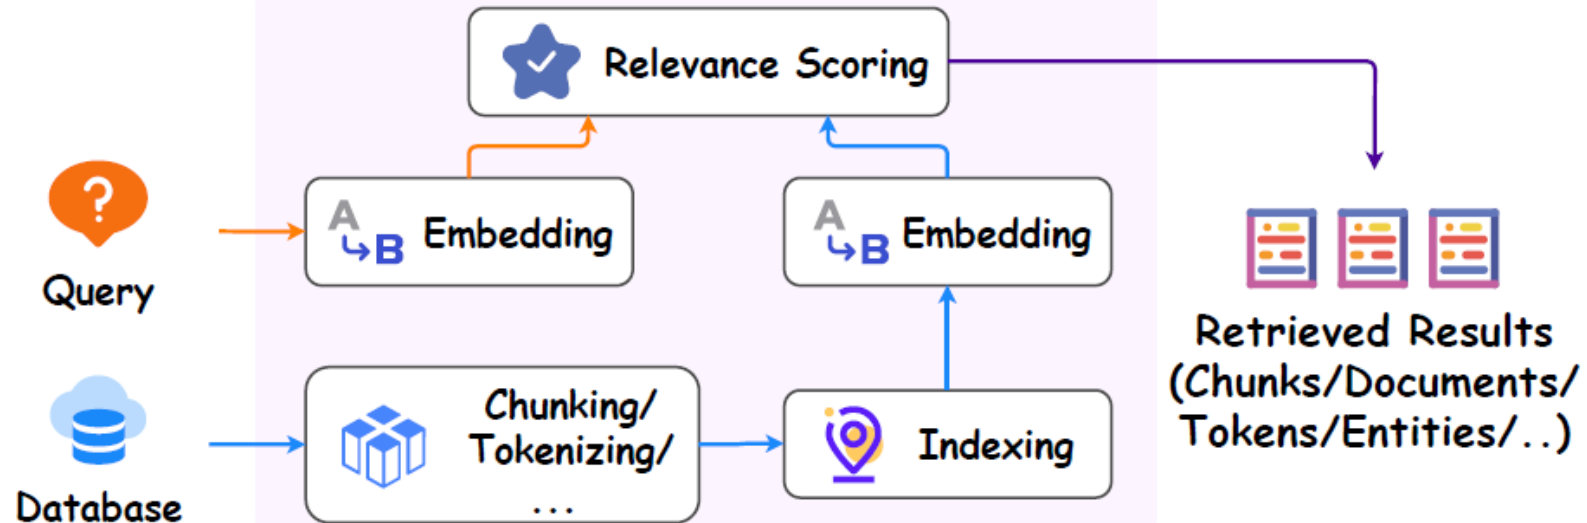 Relevance Scoring
A
B
Embedding
A
B
Embedding
?
Query
Chunking/
Tokenizing/
...
Indexing
Database
Retrieved Results
(Chunks/Documents/
Tokens/Entities/..)